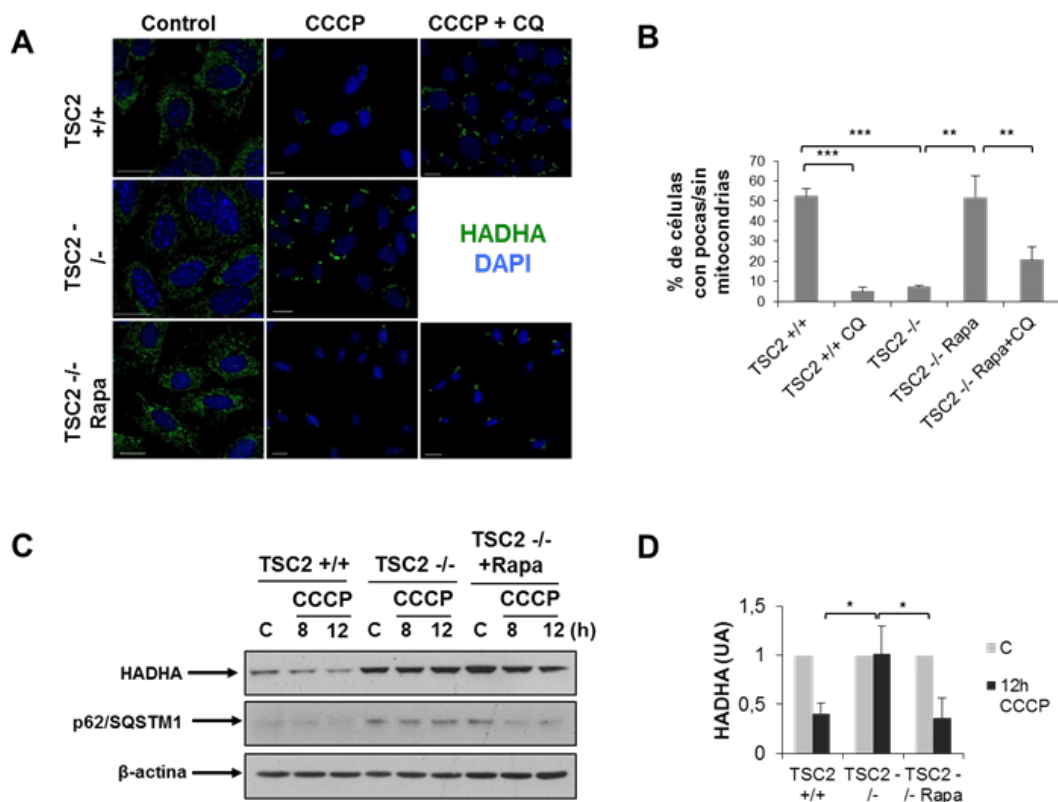 A
Control
CCCP
CCCP + CQ
TSC2
+/+
TSC2 -
/-
TSC2 -/-
Rapa
HADHA
DAPI
B
% de células
con pocas/sin
mitocondrias
70
60
50
40
30
20
10
0
***
***
**
**
TSC2 +/+
TSC2 +/+ CQ
TSC2 -/-
TSC2 -/- Rapa
TSC2 -/- Rapa+CQ
C
TSC2 +/+
TSC2 -/-
TSC2 -/-
+Rapa
CCCP
CCCP
CCCP
C 8 12 C 8 12 C 8 12 (h)
HADHA
p62/SQSTM1
β-actina
D
HADHA (UA)
1,5
1
0,5
0
*
*
C
12h
CCCP
TSC2
+/+
TSC2 -
/-
TSC2 -
/- Rapa